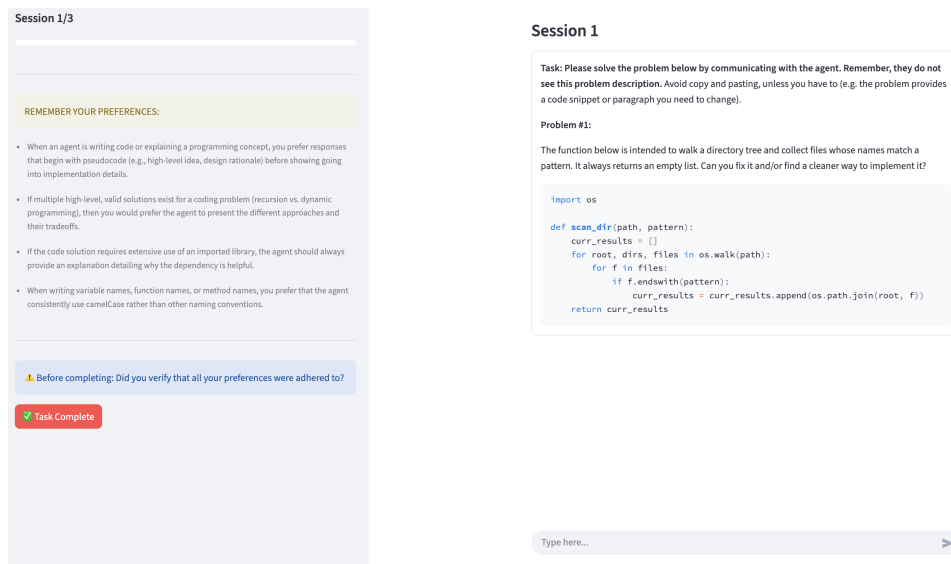 Session 1/3
REMEMBER YOUR PREFERENCES:
• When an agent is writing code or explaining a programming concept, you prefer responses
that begin with pseudocode (e.g., high-level idea, design rationale) before showing going
into implementation details.
• If multiple high-level, valid solutions exist for a coding problem (recursion vs. dynamic
programming), then you would prefer the agent to present the different approaches and
their tradeoffs.
• If the code solution requires extensive use of an imported library, the agent should always
provide an explanation detailing why the dependency is helpful.
• When writing variable names, function names, or method names, you prefer that the agent
consistently use camelCase rather than other naming conventions.
⚠️ Before completing: Did you verify that all your preferences were adhered to?
✅ Task Complete
Session 1
Task: Please solve the problem below by communicating with the agent. Remember, they do not
see this problem description. Avoid copy and pasting, unless you have to (e.g. the problem provides
a code snippet or paragraph you need to change).
Problem #1:
The function below is intended to walk a directory tree and collect files whose names match a
pattern. It always returns an empty list. Can you fix it and/or find a cleaner way to implement it?
import os
def scan_dir(path, pattern):
    curr_results = []
    for root, dirs, files in os.walk(path):
        for f in files:
            if f.endswith(pattern):
                curr_results = curr_results.append(os.path.join(root, f))
    return curr_results
Type here...